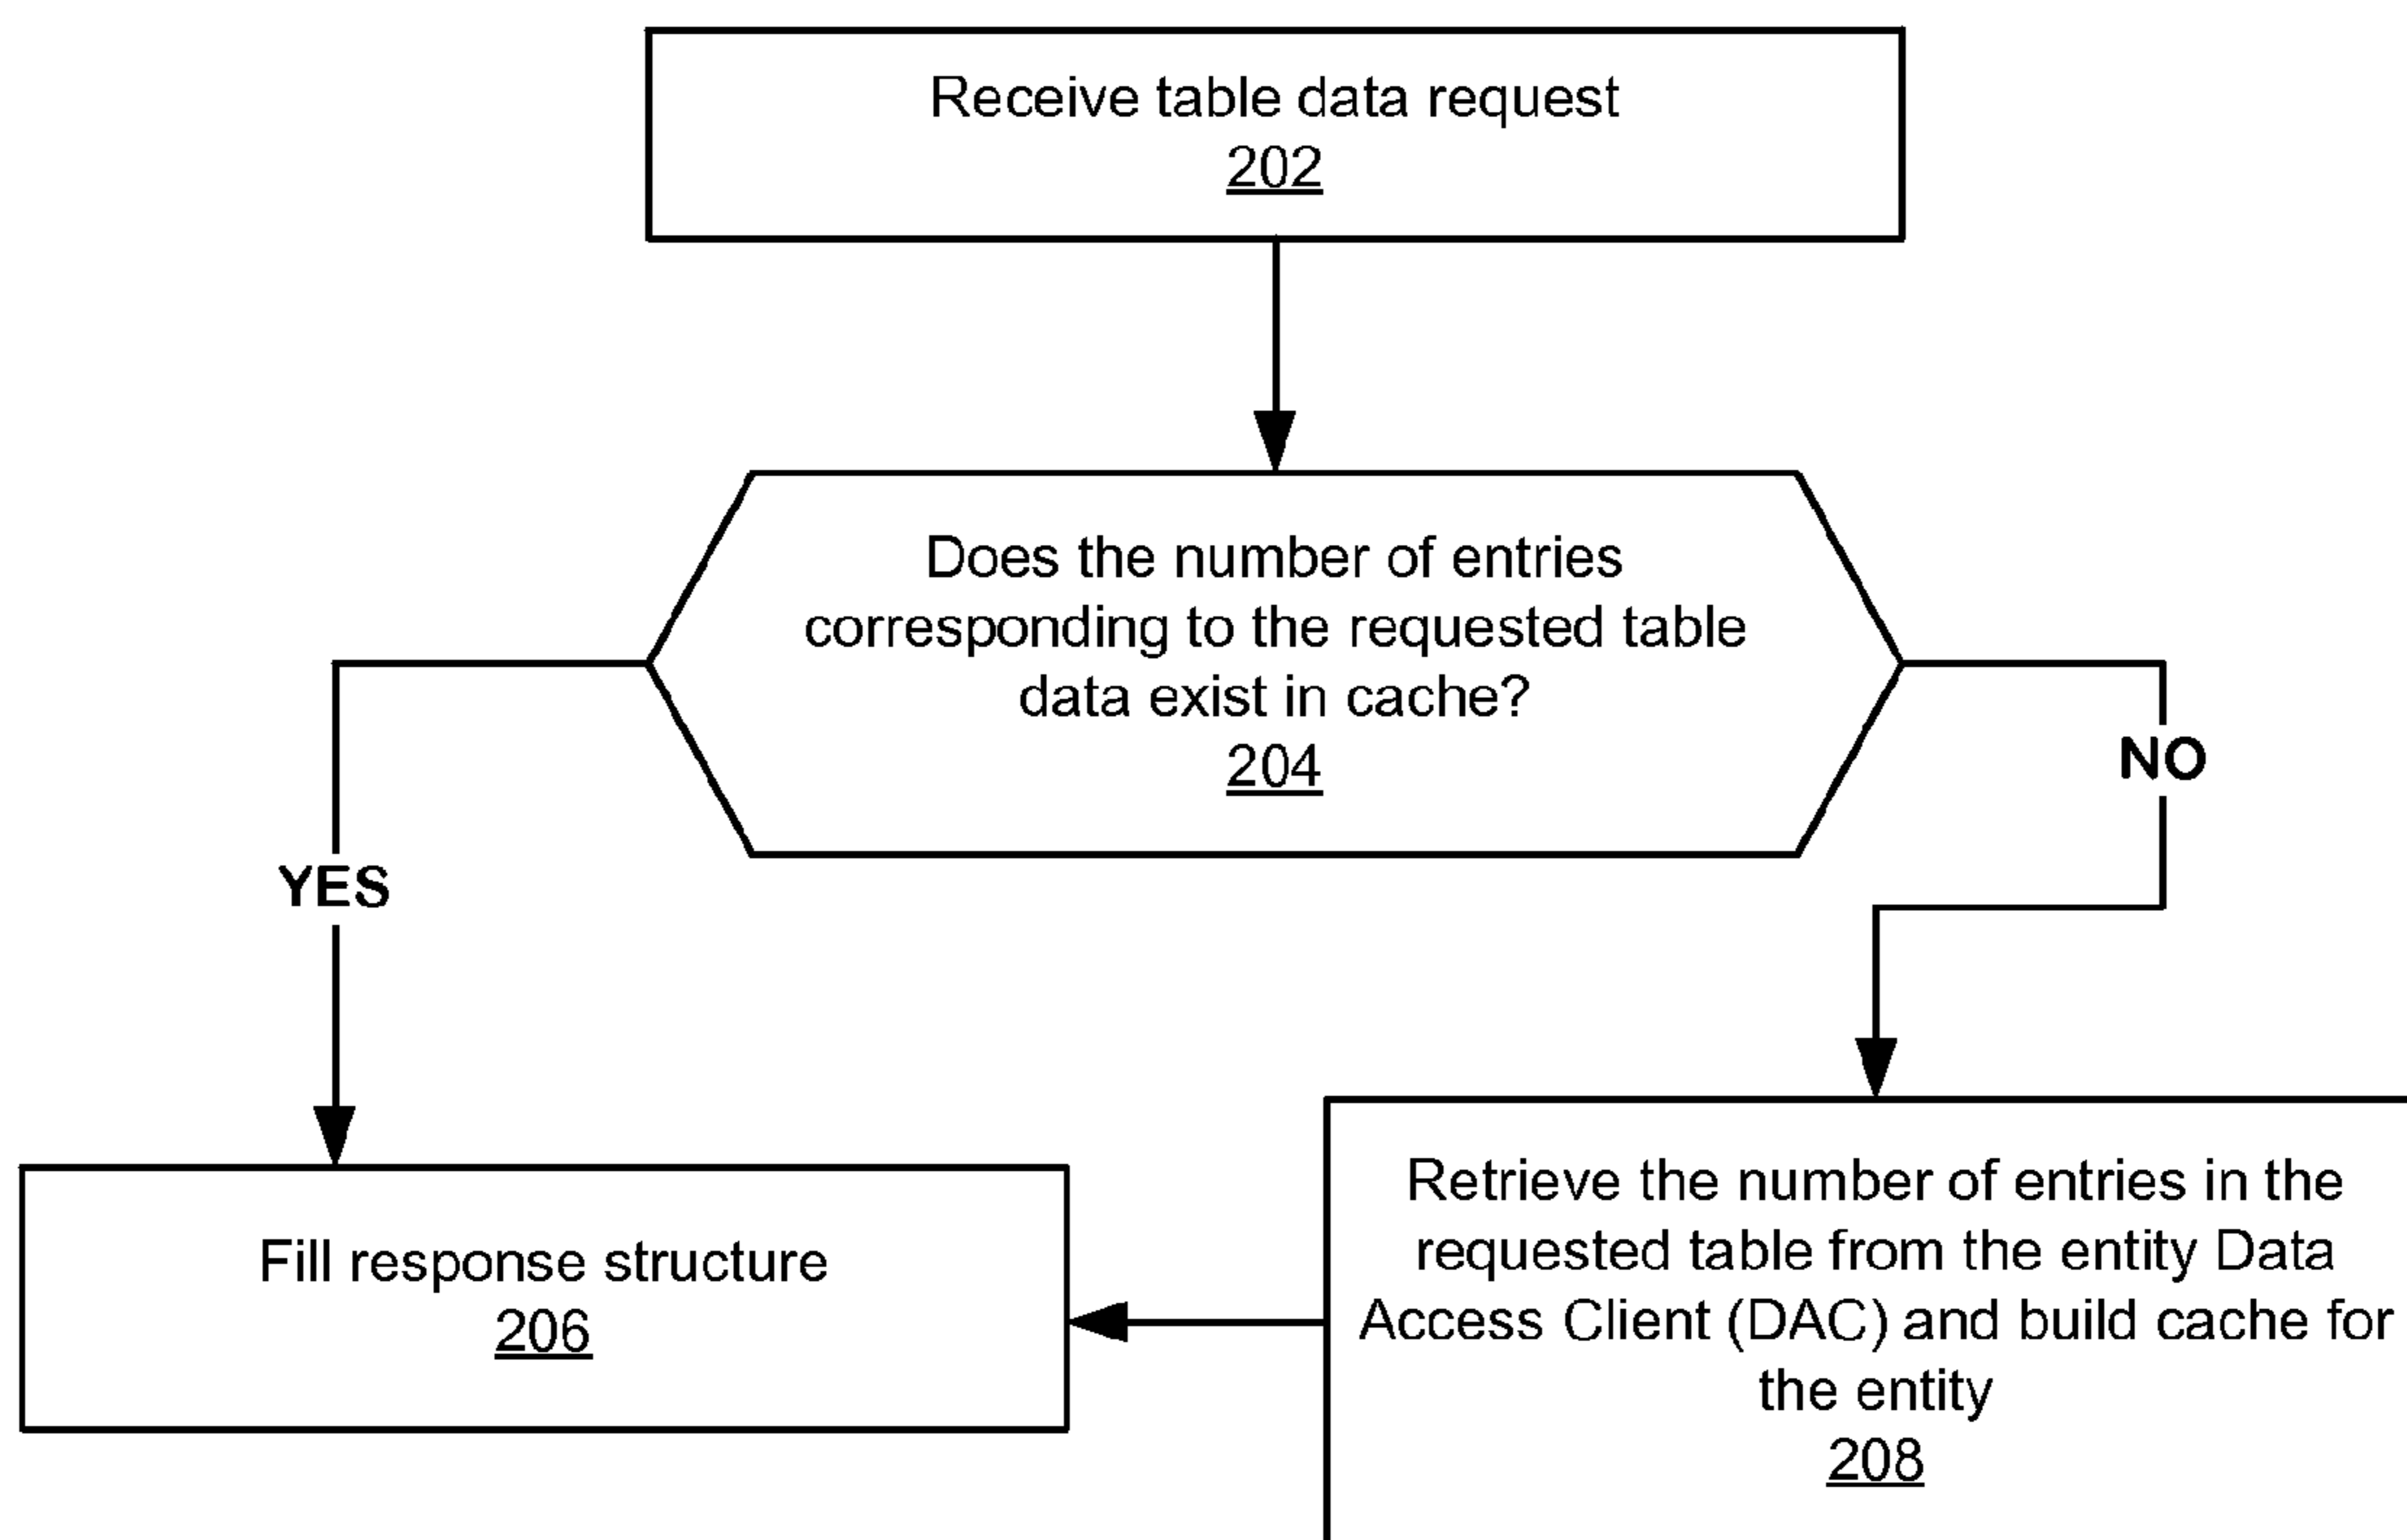 Receive table data request
202
Does the number of entries
corresponding to the requested table
data exist in cache?
204
YES
NO
Fill response structure
206
Retrieve the number of entries in the
requested table from the entity Data
Access Client (DAC) and build cache for
the entity
208